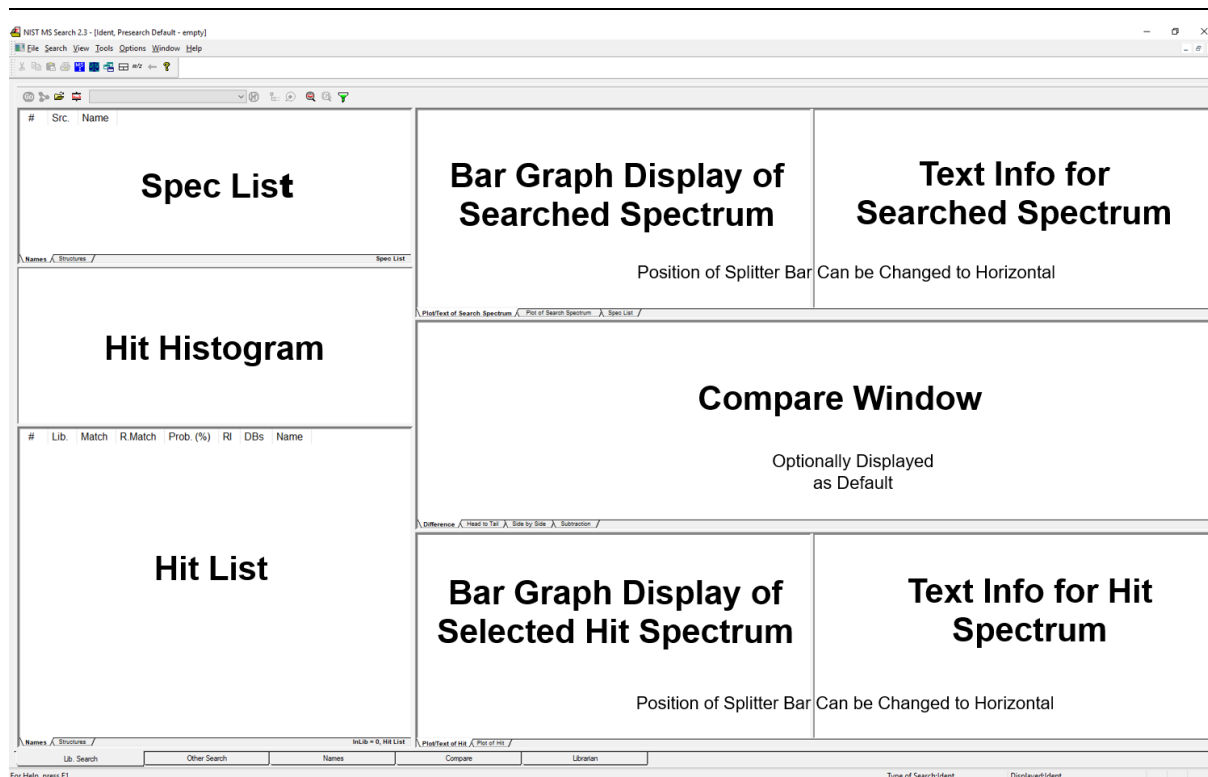 NIST MS Search 2.3 - [Ident, Presearch Default - empty]
File Search View Tools Options Window Help
# Src. Name
Spec List
Names Structures Spec List
Hit Histogram
# Lib. Match R.Match Prob. (%) RI DBs Name
Hit List
Names Structures InLib = 0, Hit List
Bar Graph Display of
Searched Spectrum
Text Info for
Searched Spectrum
Position of Splitter Bar Can be Changed to Horizontal
Plot/Text of Search Spectrum Plot of Search Spectrum Spec List
Compare Window
Optionally Displayed
as Default
Difference Head to Tail Side by Side Subtraction
Bar Graph Display of
Selected Hit Spectrum
Text Info for Hit
Spectrum
Position of Splitter Bar Can be Changed to Horizontal
Plot/Text of Hit Plot of Hit
Lib. Search Other Search Names Compare Librarian
For Help, press F1 Type of Search:Ident Displayed:Ident